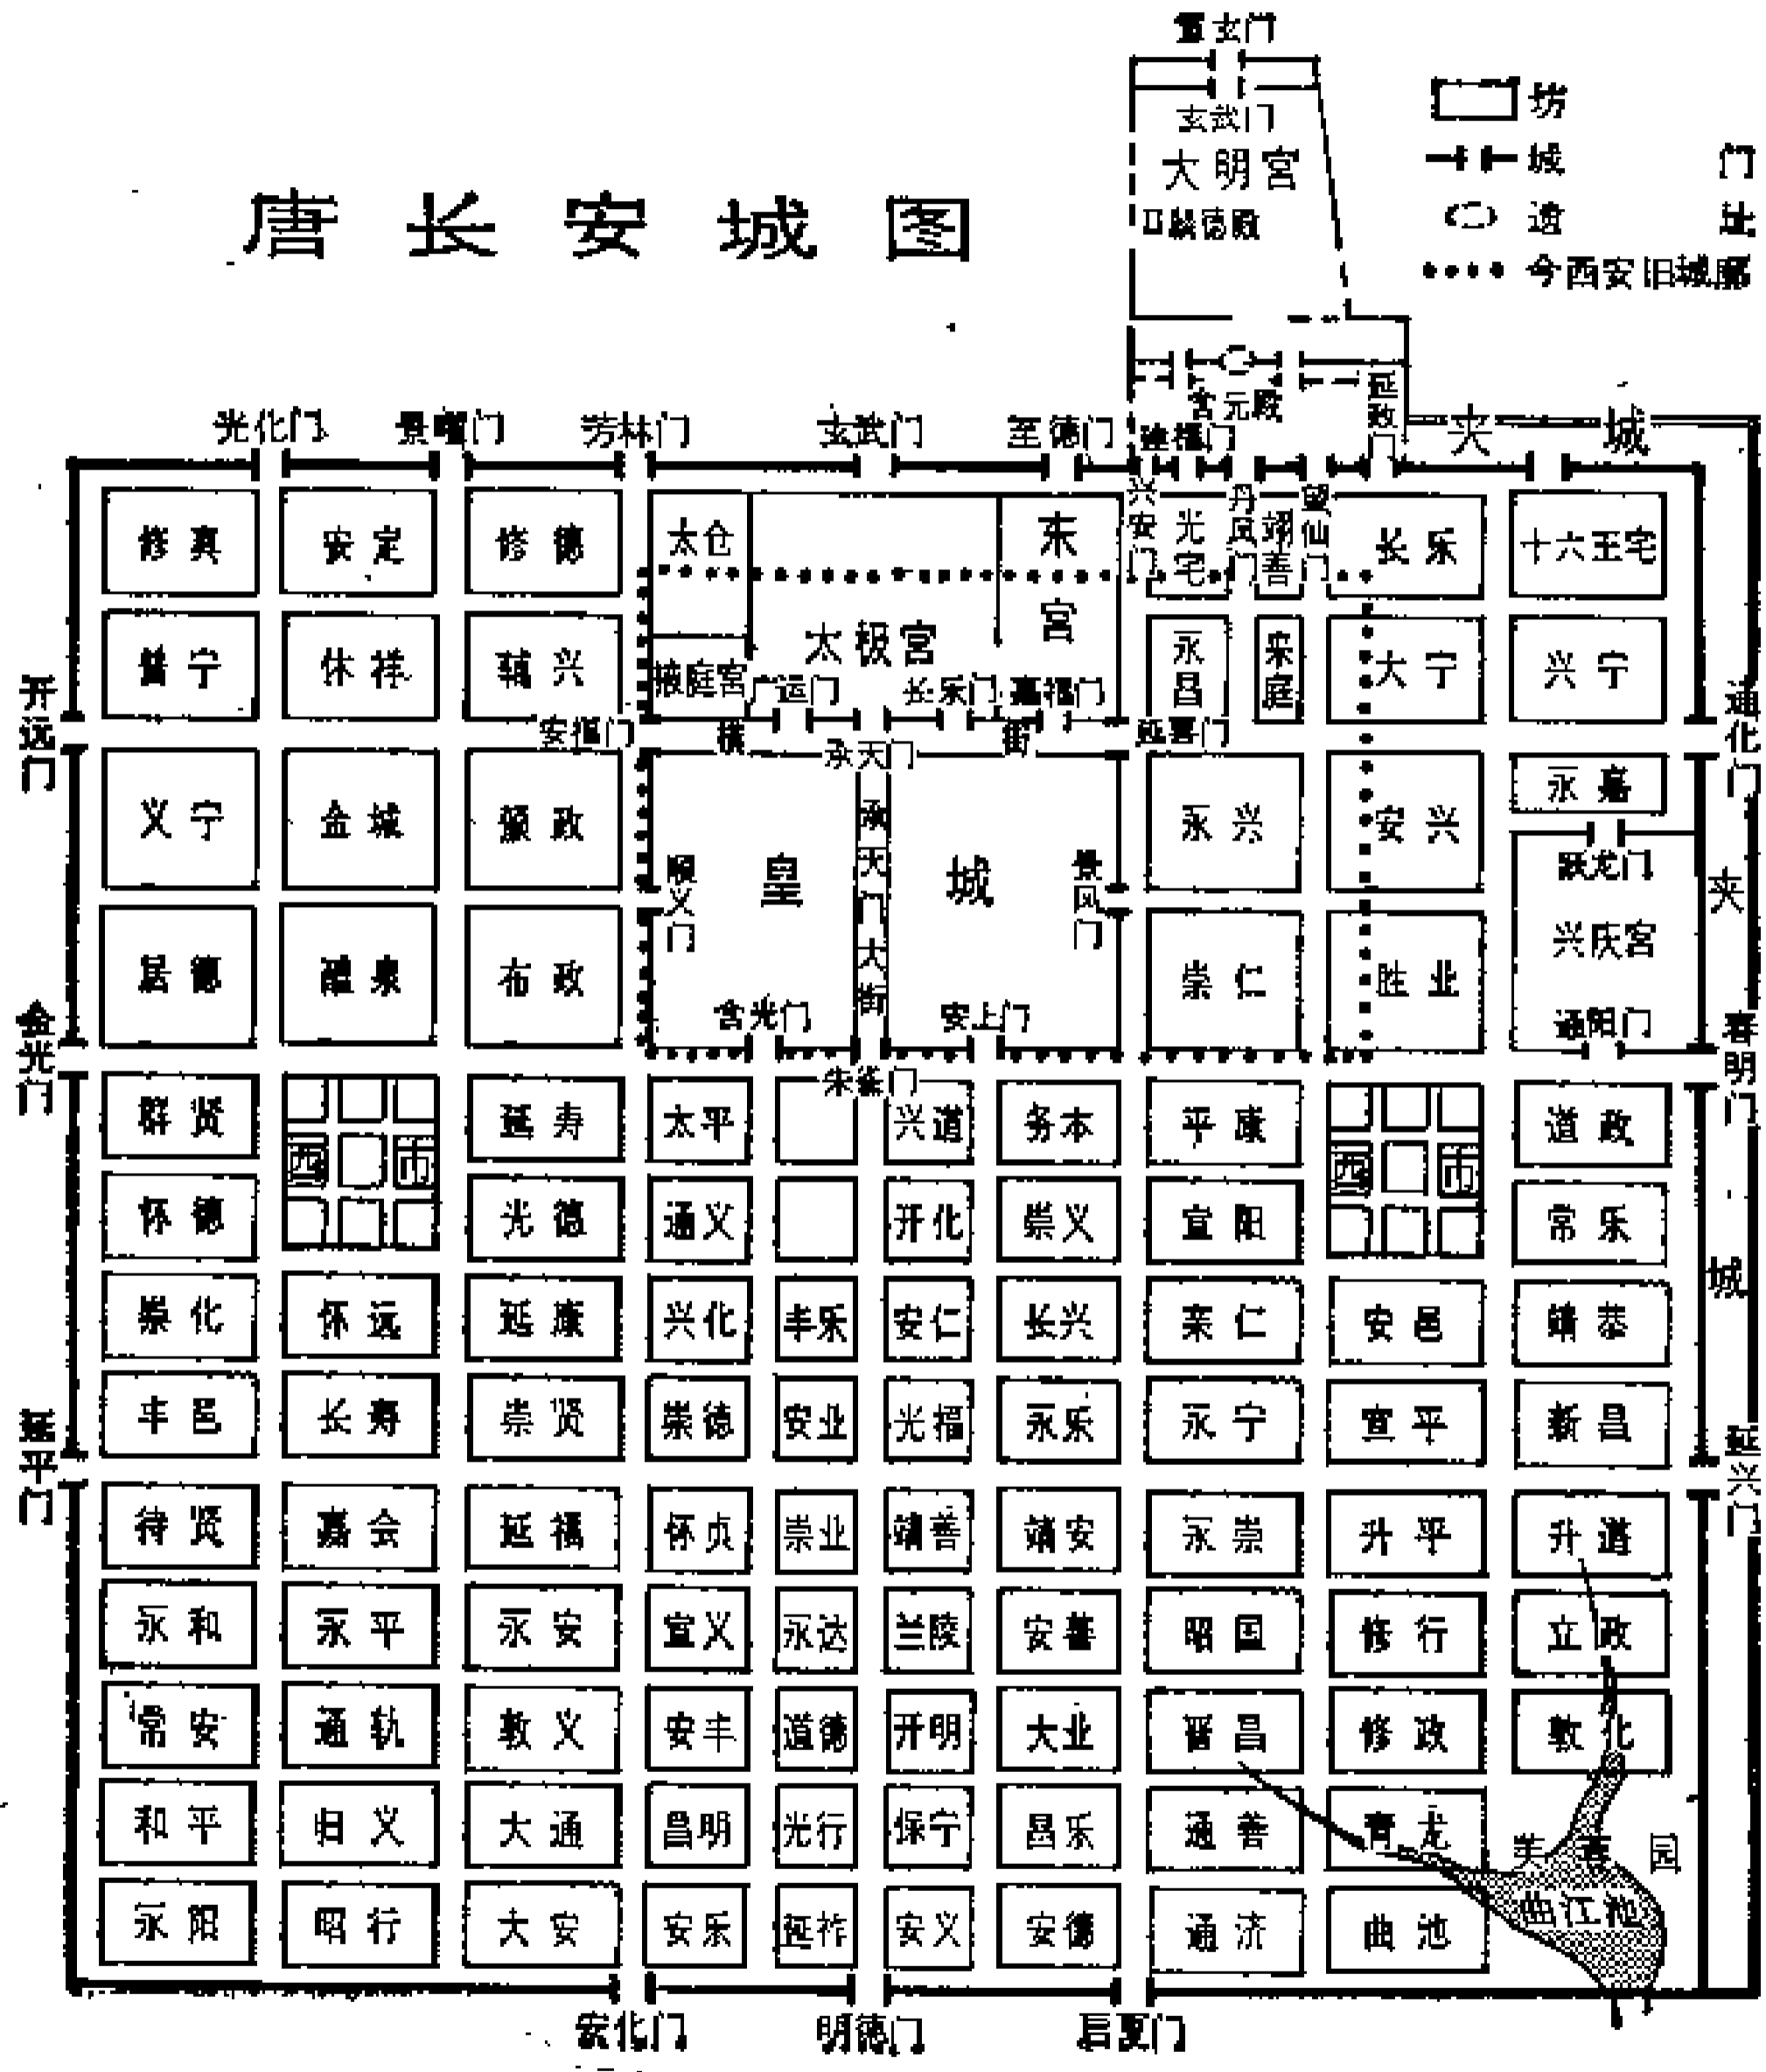 唐长安城图
重玄门
玄武门
大明宫
麟德殿
含元殿
坊
城门
遗址
今西安旧城廓
夹城
光化门 景曜门 芳林门 玄武门 至德门 建福门
兴安门
丹凤门
望仙门
修真 安定 修德 太仓 东宫 光宅 翊善 长乐 十六王宅
普宁 休祥 辅兴 掖庭宫 太极宫 永昌 来庭 大宁 兴宁
广运门 长乐门 嘉福门
安福门 横街 延喜门
承天门
开远门
通化门
义宁 金城 颁政 皇城 永兴 安兴 永嘉
承天门大街
顺义门
景风门
跃龙门
兴庆宫
夹城
居德 醴泉 布政 崇仁 胜业
含光门 安上门
通阳门
朱雀门
金光门
春明门
群贤 西市 延寿 太平 兴道 务本 平康 西市 道政
怀德 光德 通义 开化 崇义 宣阳 常乐
崇化 怀远 延康 兴化 丰乐 安仁 长兴 亲仁 安邑 靖恭
丰邑 长寿 崇贤 崇德 安业 光福 永乐 永宁 宣平 新昌
延平门
延兴门
待贤 嘉会 延福 怀贞 崇业 靖善 靖安 永崇 升平 升道
永和 永平 永安 宣义 永达 兰陵 安善 昭国 修行 立政
常安 通轨 敦义 安丰 道德 开明 大业 晋昌 修政 敦化
和平 归义 大通 昌明 光行 保宁 昌乐 通善 青龙 芙蓉园
永阳 昭行 大安 安乐 延祚 安义 安德 通济 曲池 曲江池
安化门 明德门 启夏门